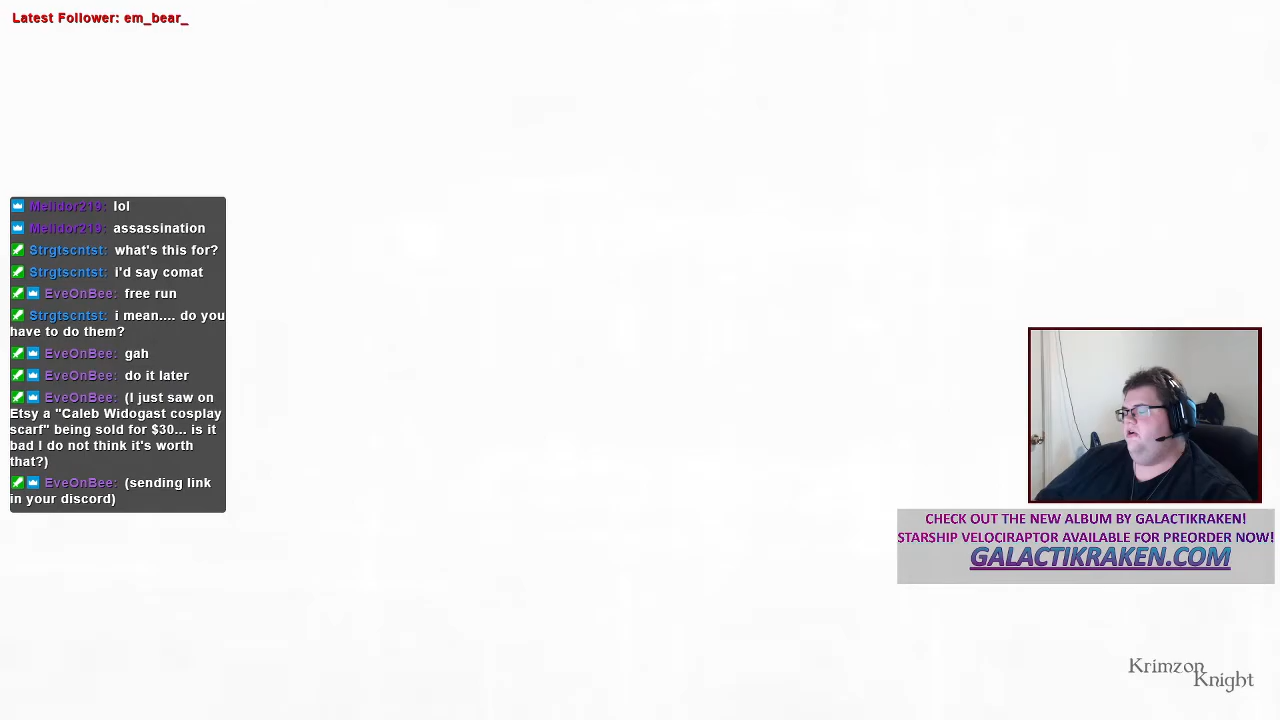 Latest Follower: em_bear_
Melidor219: lol
Melidor219: assassination
Strgtscntst: what's this for?
Strgtscntst: i'd say comat
EveOnBee: free run
Strgtscntst: i mean.... do you
have to do them?
EveOnBee: gah
EveOnBee: do it later
EveOnBee: (I just saw on
Etsy a "Caleb Widogast cosplay
scarf" being sold for $30... is it
bad I do not think it's worth
that?)
EveOnBee: (sending link
in your discord)
CHECK OUT THE NEW ALBUM BY GALACTIKRAKEN!
STARSHIP VELOCIRAPTOR AVAILABLE FOR PREORDER NOW!
GALACTIKRAKEN.COM
Krimzon
Knight